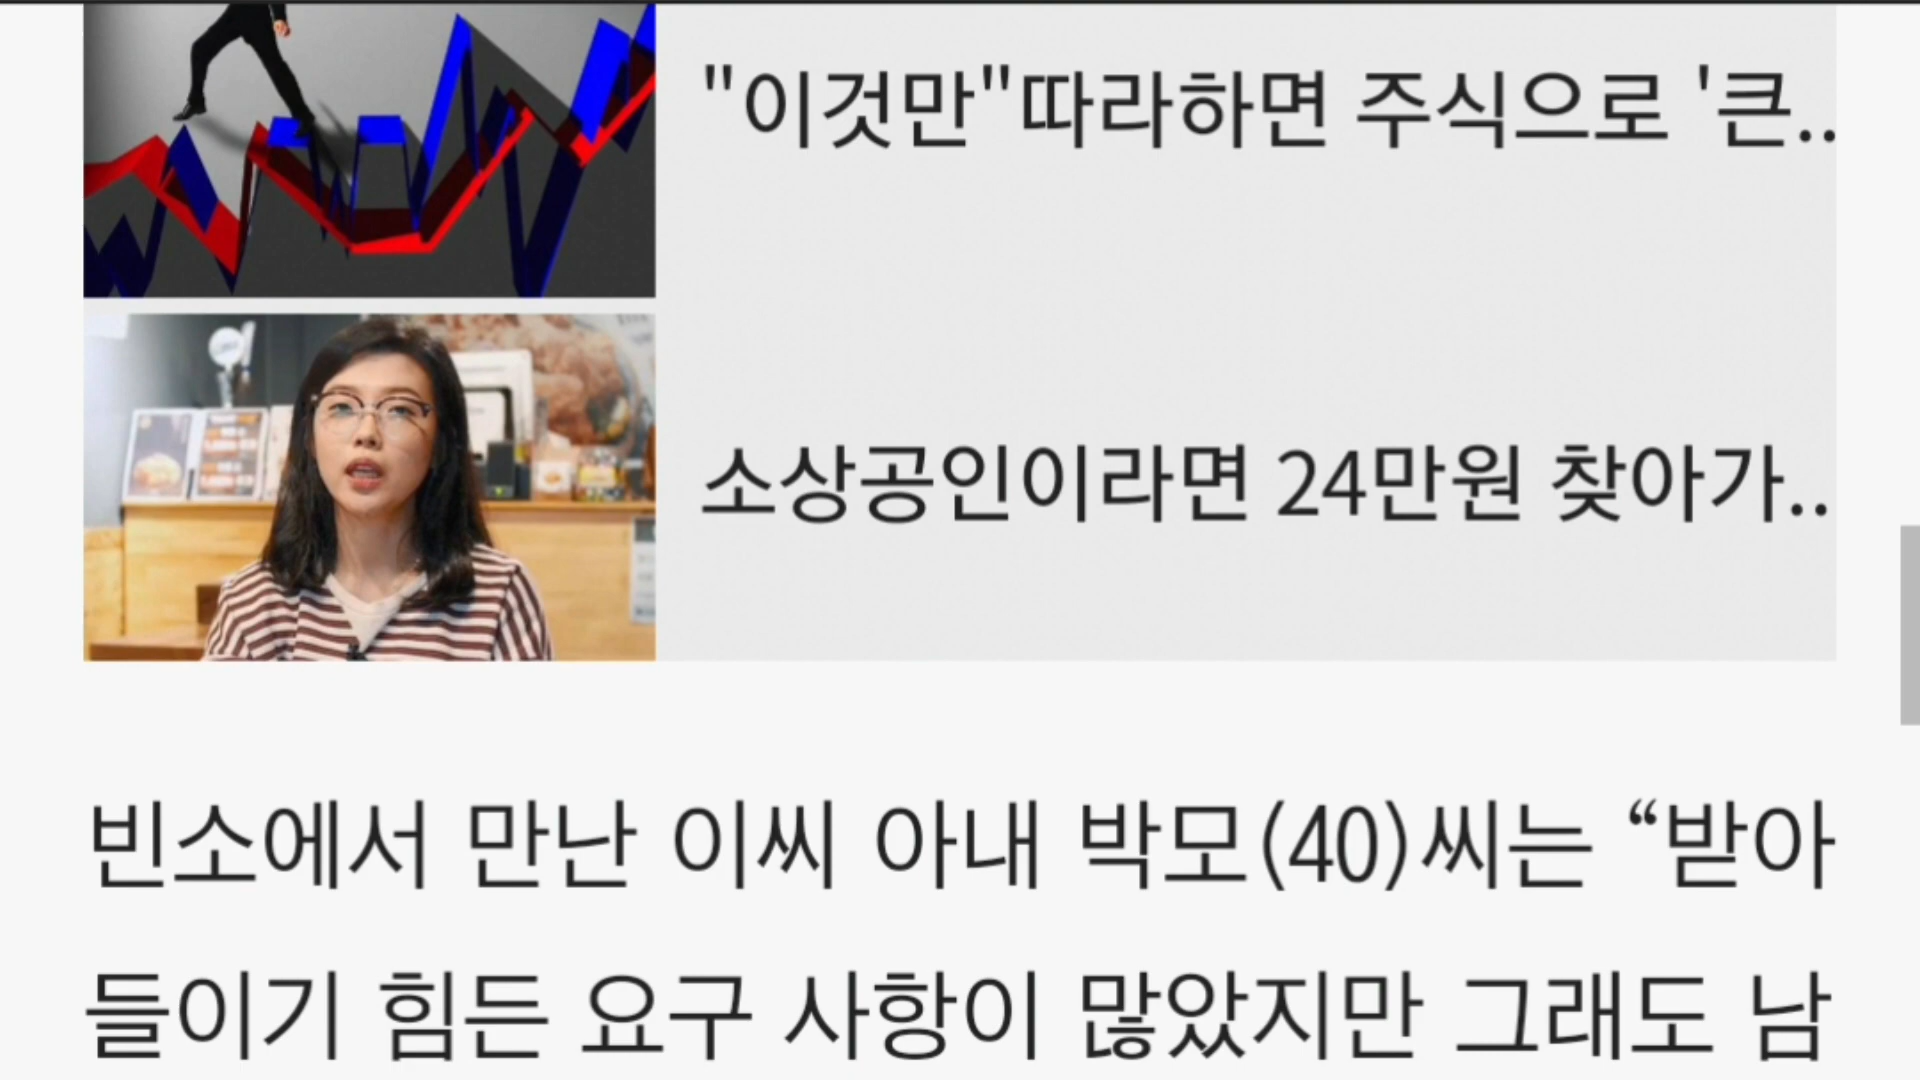 "이것만"따라하면 주식으로 '큰..
소상공인이라면 24만원 찾아가..
빈소에서 만난 이씨 아내 박모(40)씨는 “받아
들이기 힘든 요구 사항이 많았지만 그래도 남